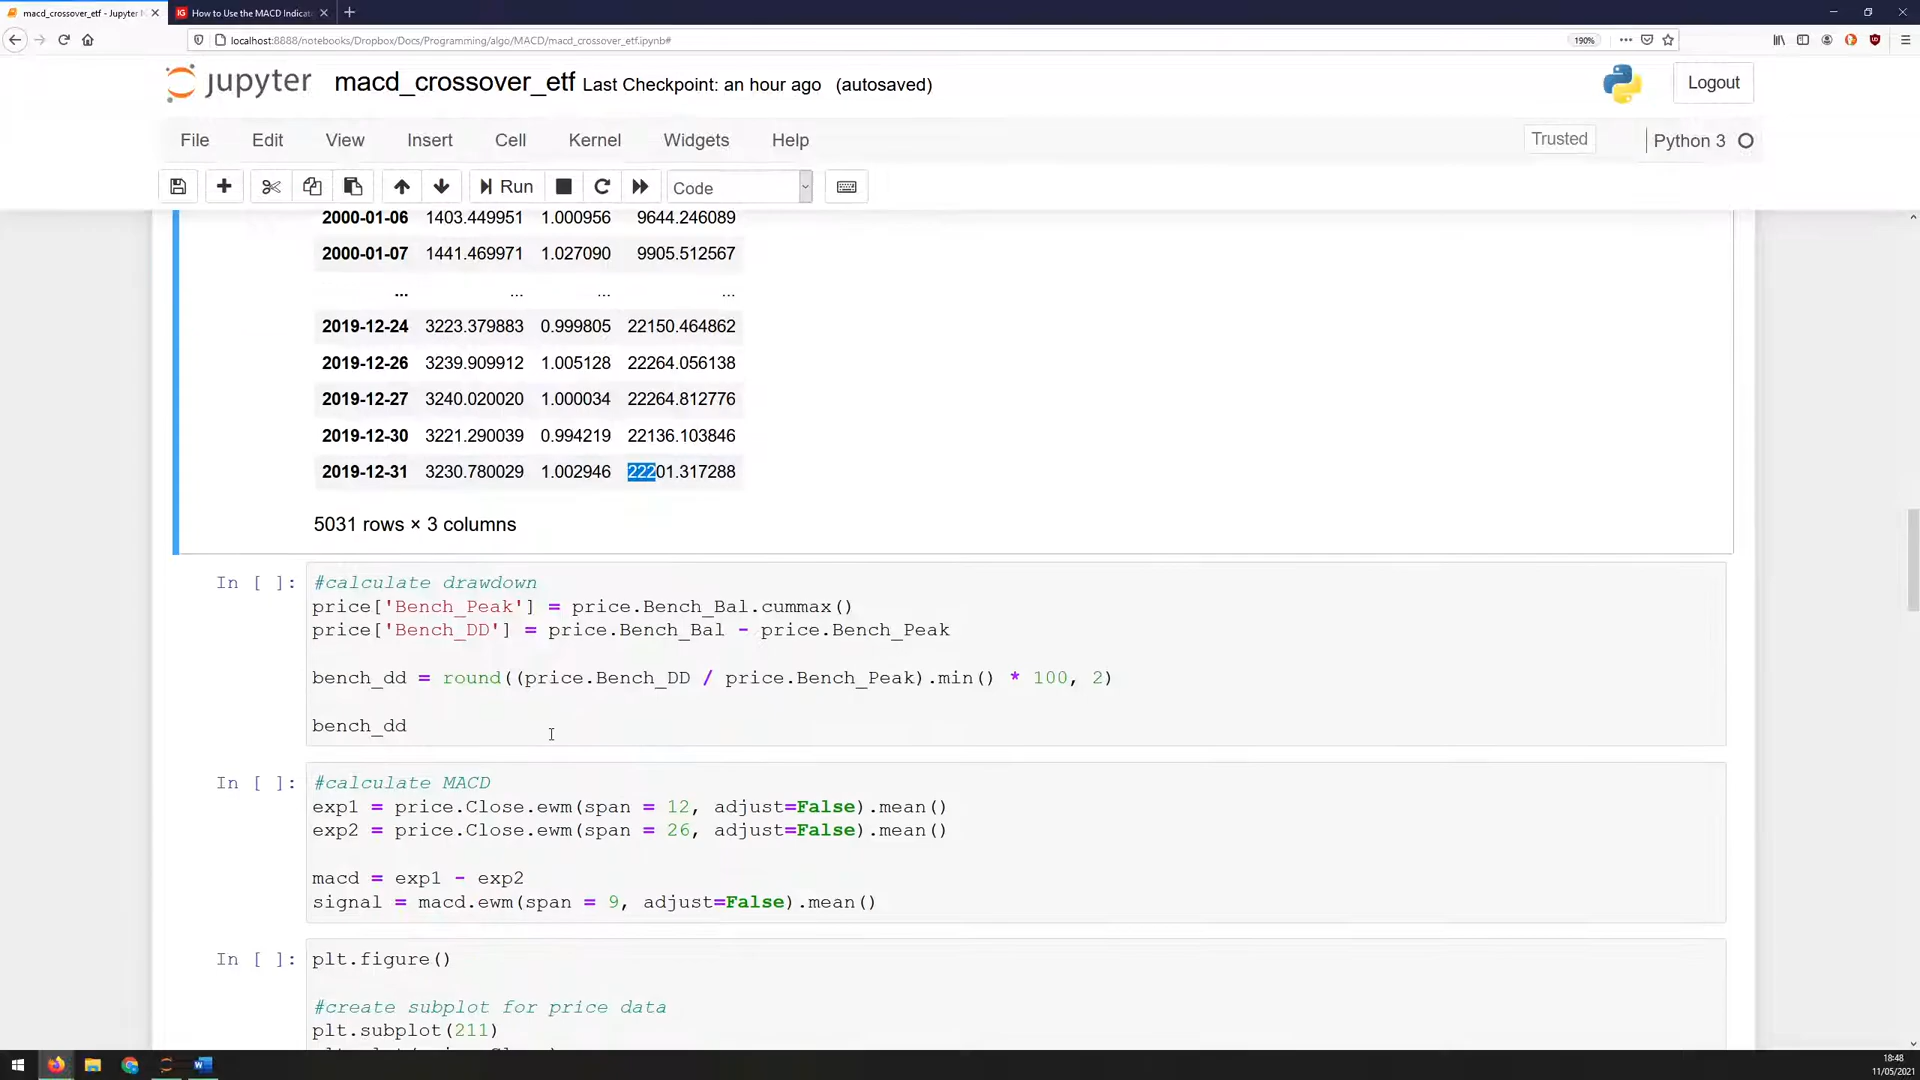 macd_crossover_etf - Jupyter N
How to Use the MACD Indicat
localhost:8888/notebooks/Dropbox/Docs/Programming/algo/MACD/macd_crossover_etf.ipynb#
190%
jupyter macd_crossover_etf Last Checkpoint: an hour ago (autosaved)
Logout
File Edit View Insert Cell Kernel Widgets Help
Trusted
Python 3
Run
Code
2000-01-06 1403.449951 1.000956 9644.246089
2000-01-07 1441.469971 1.027090 9905.512567
... ... ... ...
2019-12-24 3223.379883 0.999805 22150.464862
2019-12-26 3239.909912 1.005128 22264.056138
2019-12-27 3240.020020 1.000034 22264.812776
2019-12-30 3221.290039 0.994219 22136.103846
2019-12-31 3230.780029 1.002946 22201.317288
5031 rows × 3 columns
In [ ]: #calculate drawdown
price['Bench_Peak'] = price.Bench_Bal.cummax()
price['Bench_DD'] = price.Bench_Bal - price.Bench_Peak
bench_dd = round((price.Bench_DD / price.Bench_Peak).min() * 100, 2)
bench_dd
In [ ]: #calculate MACD
exp1 = price.Close.ewm(span = 12, adjust=False).mean()
exp2 = price.Close.ewm(span = 26, adjust=False).mean()
macd = exp1 - exp2
signal = macd.ewm(span = 9, adjust=False).mean()
In [ ]: plt.figure()
#create subplot for price data
plt.subplot(211)
18:48
11/05/2021